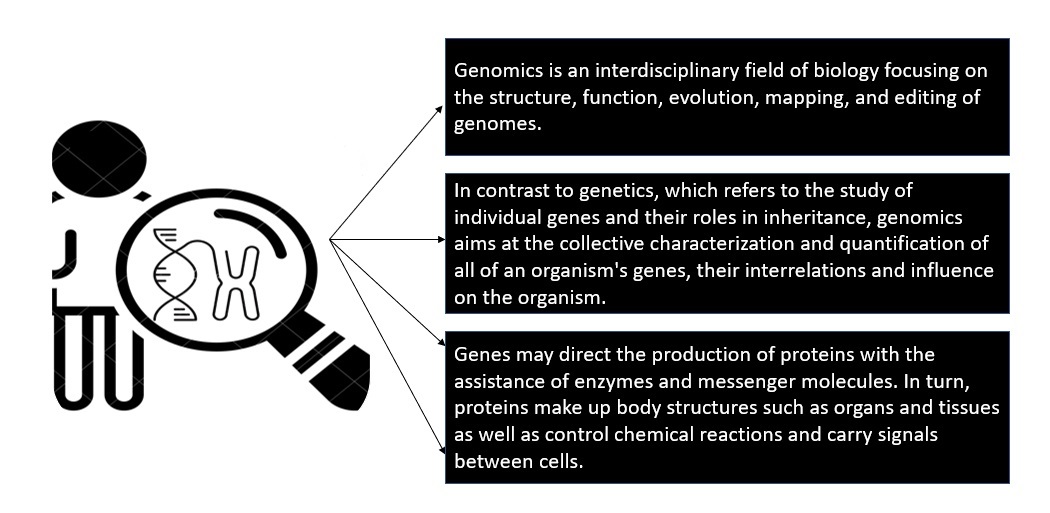 Genomics is an interdisciplinary field of biology focusing on
the structure, function, evolution, mapping, and editing of
genomes.
In contrast to genetics, which refers to the study of
individual genes and their roles in inheritance, genomics
aims at the collective characterization and quantification of
all of an organism's genes, their interrelations and influence
on the organism.
Genes may direct the production of proteins with the
assistance of enzymes and messenger molecules. In turn,
proteins make up body structures such as organs and tissues
as well as control chemical reactions and carry signals
between cells.